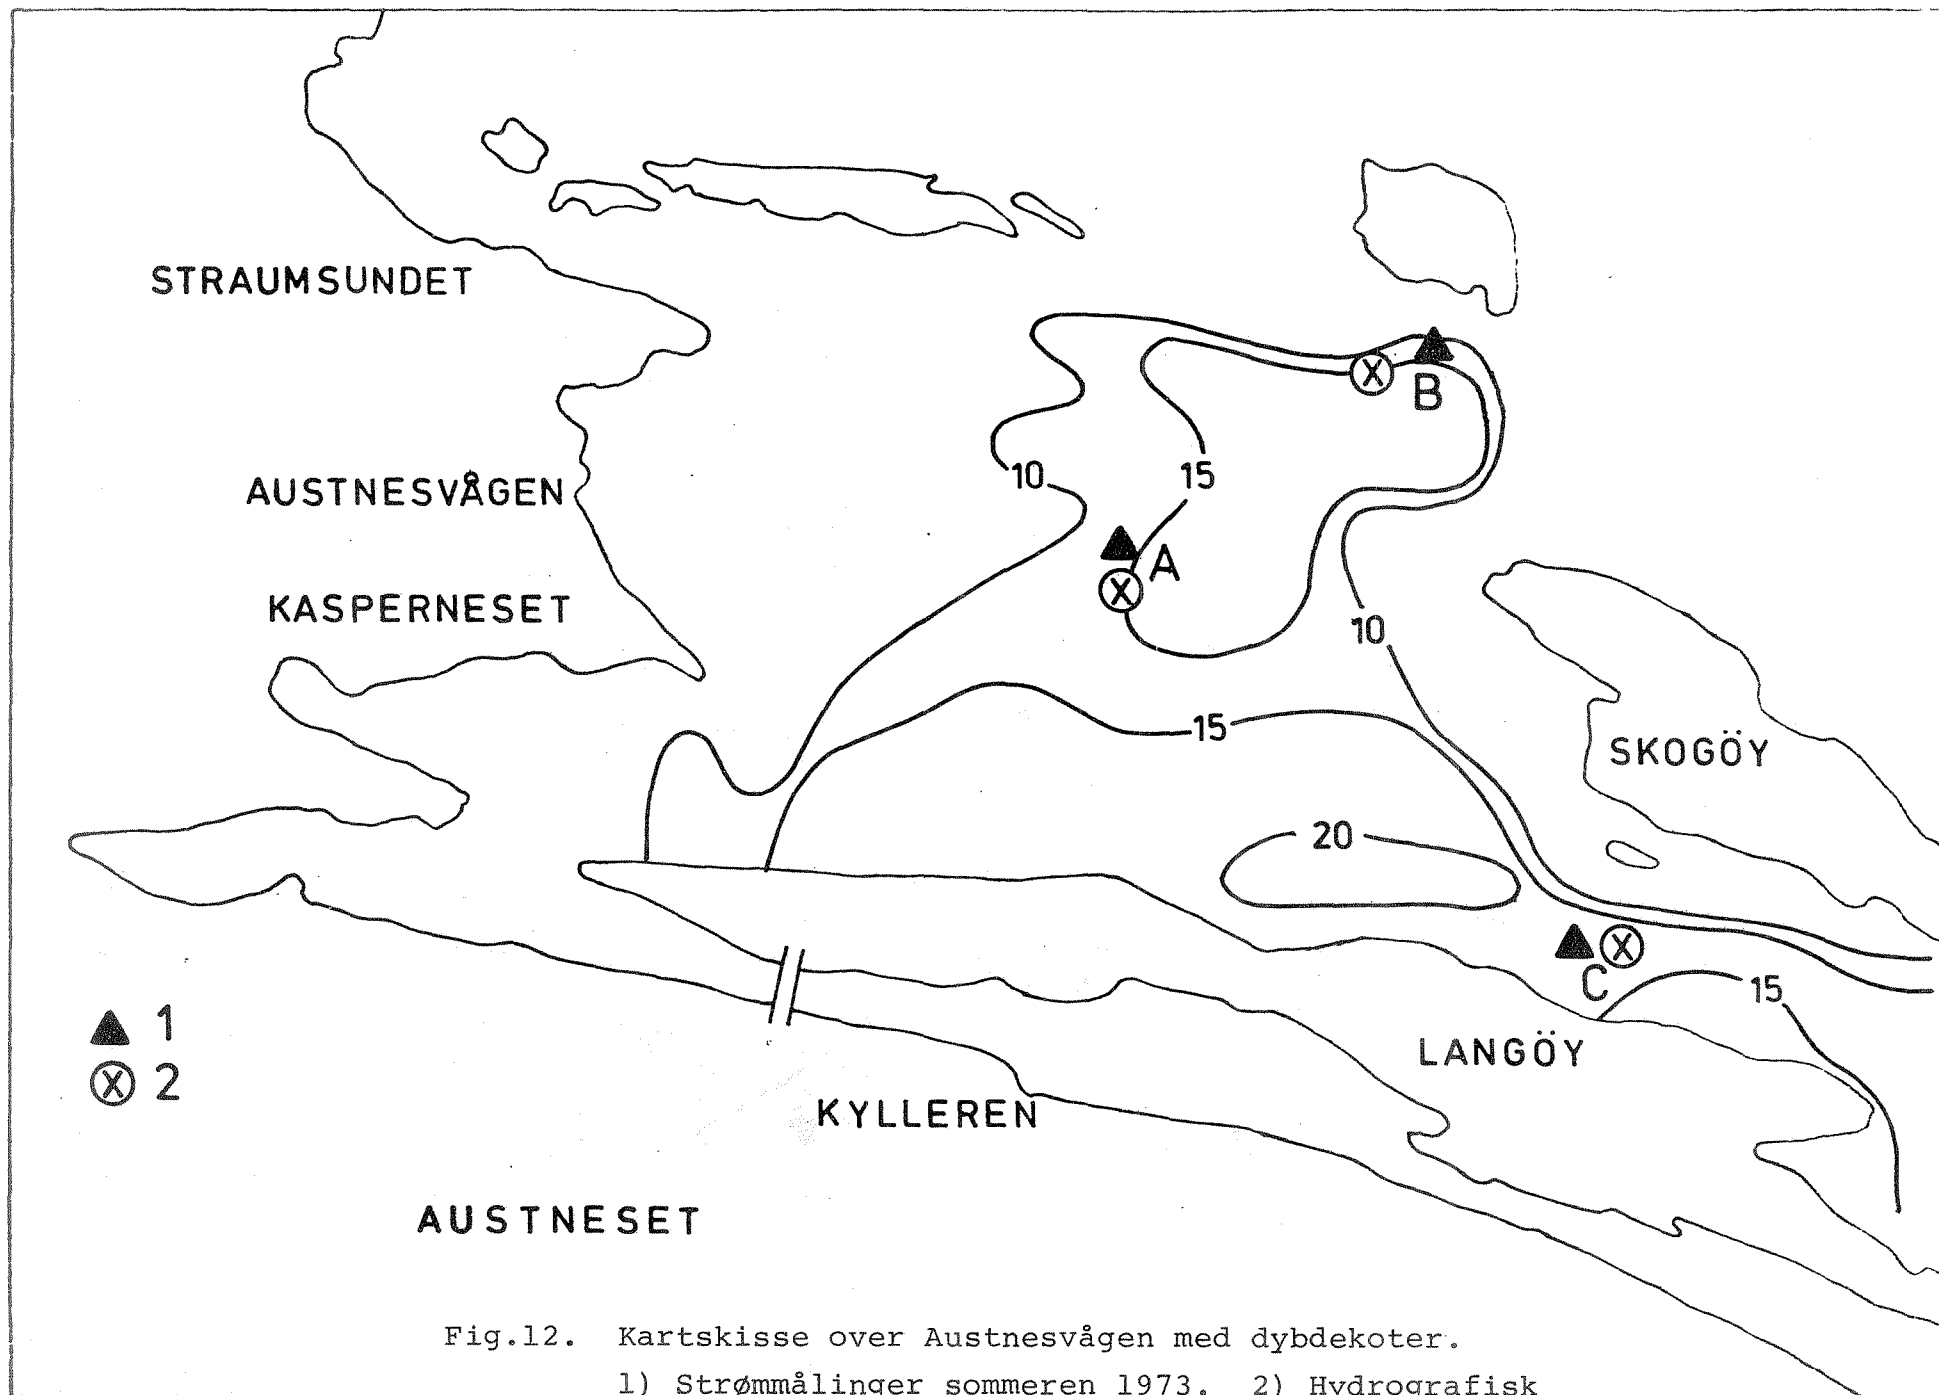 STRAUMSUNDET
B
10
15
AUSTNESVÅGEN
A
KASPERNESET
10
15
SKOGÖY
20
C
15
1
LANGÖY
2
KYLLEREN
AUSTNESET
Fig.12. Kartskisse over Austnesvågen med dybdekoter.
1) Strømmålinger sommeren 1973. 2) Hydrografisk